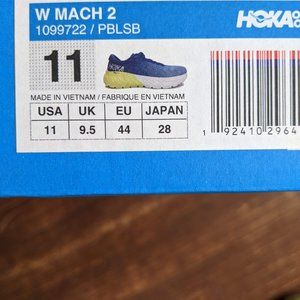 W MACH 2
HOKA
1099722 / PBLSB
11
MADE IN VIETNAM / FABRIQUE EN VIETNAM
USA UK EU JAPAN
11 9.5 44 28
1 92410 2964